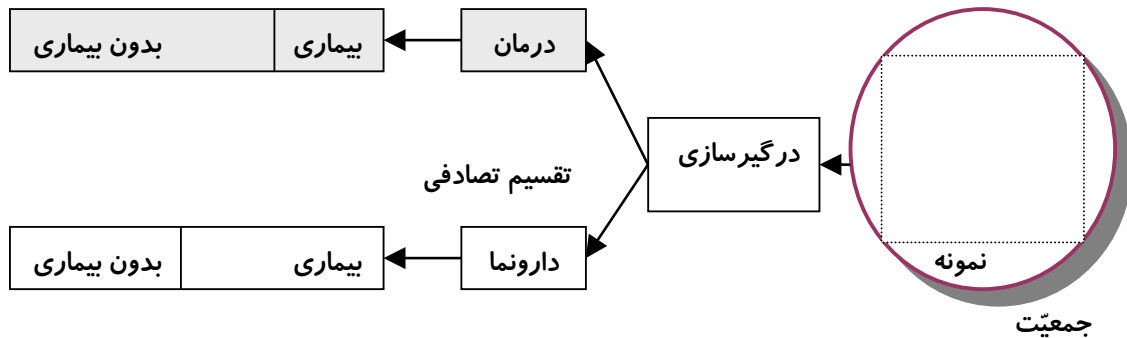 درمان
بیماری
بدون بیماری
درگیرسازی
تقسیم تصادفی
دارونما
بیماری
بدون بیماری
نمونه
جمعیّت